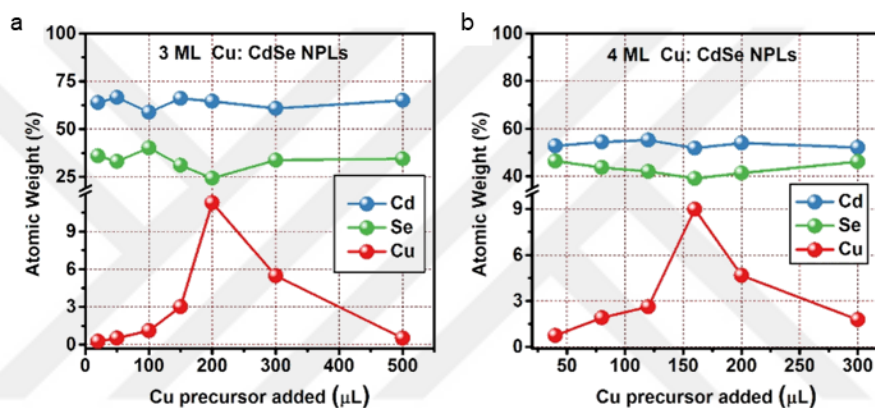 a
3 ML Cu: CdSe NPLs
Atomic Weight (%)
100
75
50
25
9
6
3
0
Cd
Se
Cu
0
100
200
300
400
500
Cu precursor added (μL)
b
4 ML Cu: CdSe NPLs
Atomic Weight (%)
100
80
60
40
9
6
3
0
Cd
Se
Cu
50
100
150
200
250
300
Cu precursor added (μL)